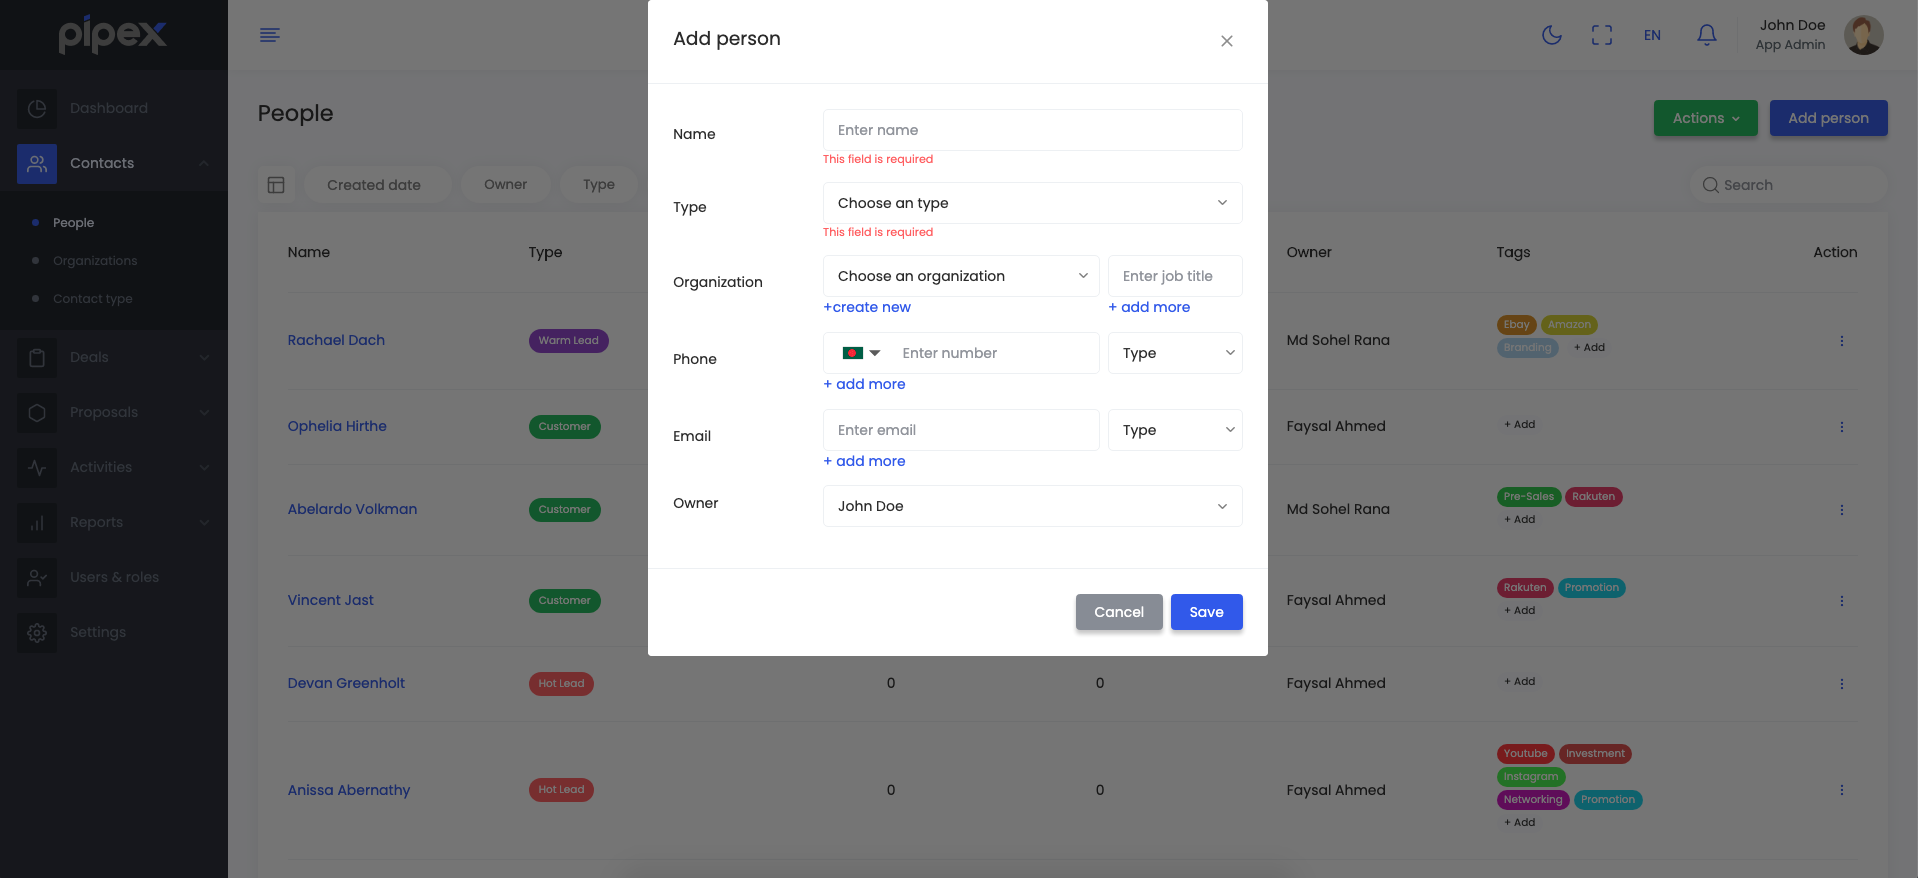 pipex
EN
John Doe
App Admin
Dashboard
Contacts
People
Organizations
Contact type
Deals
Proposals
Activities
Reports
Users & roles
Settings
People
Actions
Add person
Created date
Owner
Type
Search
Name
Type
Owner
Tags
Action
Rachael Dach
Warm Lead
Md Sohel Rana
Ebay
Amazon
Branding
+ Add
Ophelia Hirthe
Customer
Faysal Ahmed
+ Add
Abelardo Volkman
Customer
Md Sohel Rana
Pre-Sales
Rakuten
+ Add
Vincent Jast
Customer
Faysal Ahmed
Rakuten
Promotion
+ Add
Devan Greenholt
Hot Lead
0
0
Faysal Ahmed
+ Add
Anissa Abernathy
Hot Lead
0
0
Faysal Ahmed
Youtube
Investment
Instagram
Networking
Promotion
+ Add
Add person
Name
Enter name
This field is required
Type
Choose an type
This field is required
Organization
Choose an organization
Enter job title
+create new
+ add more
Phone
Enter number
Type
+ add more
Email
Enter email
Type
+ add more
Owner
John Doe
Cancel
Save